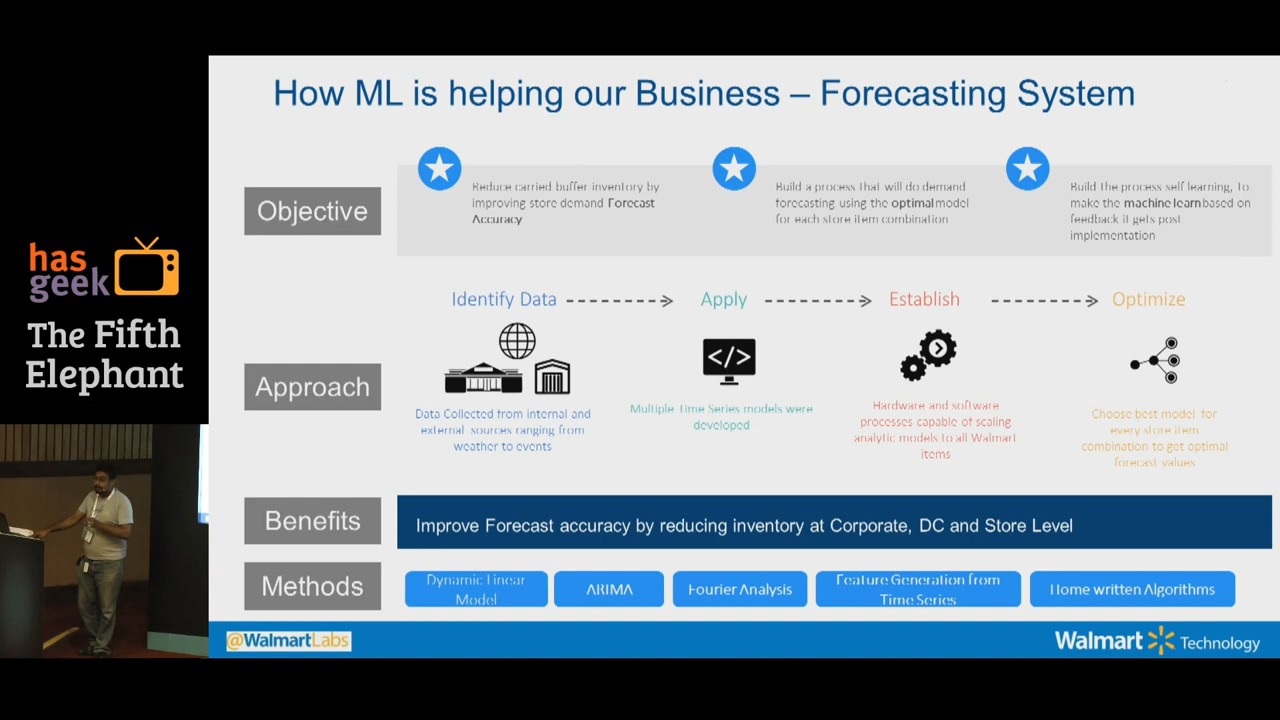 How ML is helping our Business – Forecasting System
Objective
Reduce carried buffer inventory by
improving store demand Forecast
Accuracy
Build a process that will do demand
forecasting using the optimal model
for each store item combination
Build the process self learning, to
make the machine learn based on
feedback it gets post
implementation
has
geek
The Fifth
Elephant
Approach
Identify Data
Apply
Establish
Optimize
</>
Data Collected from internal and
external sources ranging from
weather to events
Multiple Time Series models were
developed
Hardware and software
processes capable of scaling
analytic models to all Walmart
items
Choose best model for
every store item
combination to get optimal
forecast values
Benefits
Improve Forecast accuracy by reducing inventory at Corporate, DC and Store Level
Methods
Dynamic Linear
Model
ARIMA
Fourier Analysis
Feature Generation from
Time Series
Home written Algorithms
@WalmartLabs
Walmart Technology